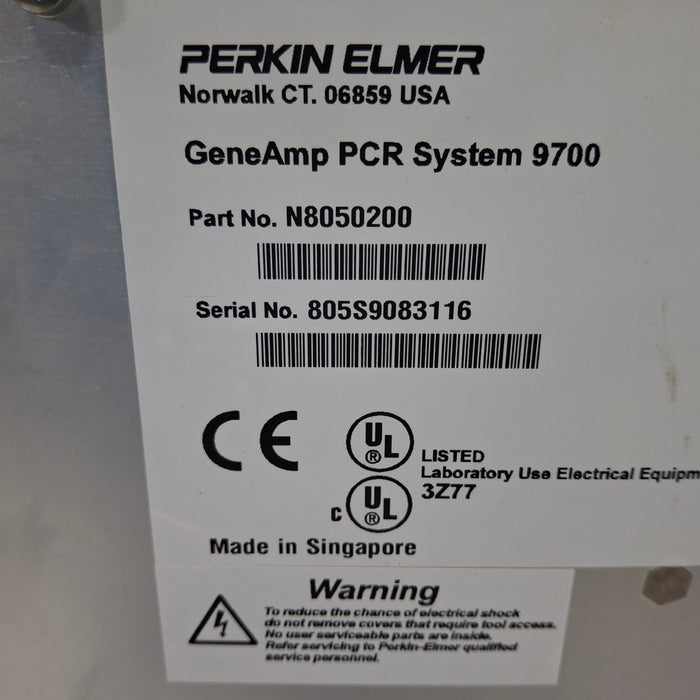 PERKIN ELMER
Norwalk CT. 06859 USA
GeneAmp PCR System 9700
Part No. N8050200
Serial No. 805S9083116
CE
UL
®
LISTED
Laboratory Use Electrical Equipm
3Z77
c
UL
®
Made in Singapore
Warning
To reduce the chance of electrical shock
do not remove covers that require tool access.
No user serviceable parts are inside.
Refer servicing to Perkin-Elmer qualified
service personnel.